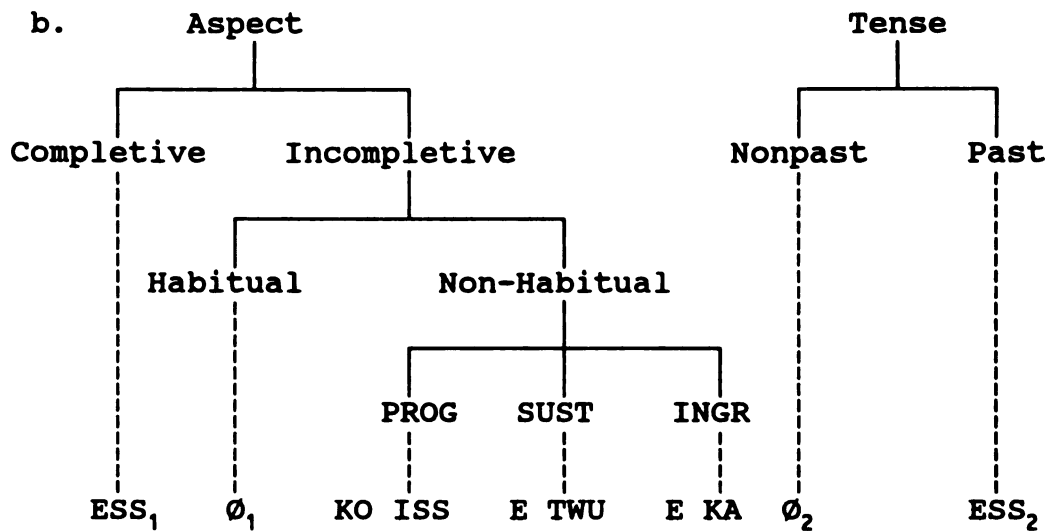 b. Aspect Tense
Completive Incompletive Nonpast Past
Habitual Non-Habitual
PROG SUST INGR
ESS₁ Ø₁ KO ISS E TWU E KA Ø₂ ESS₂